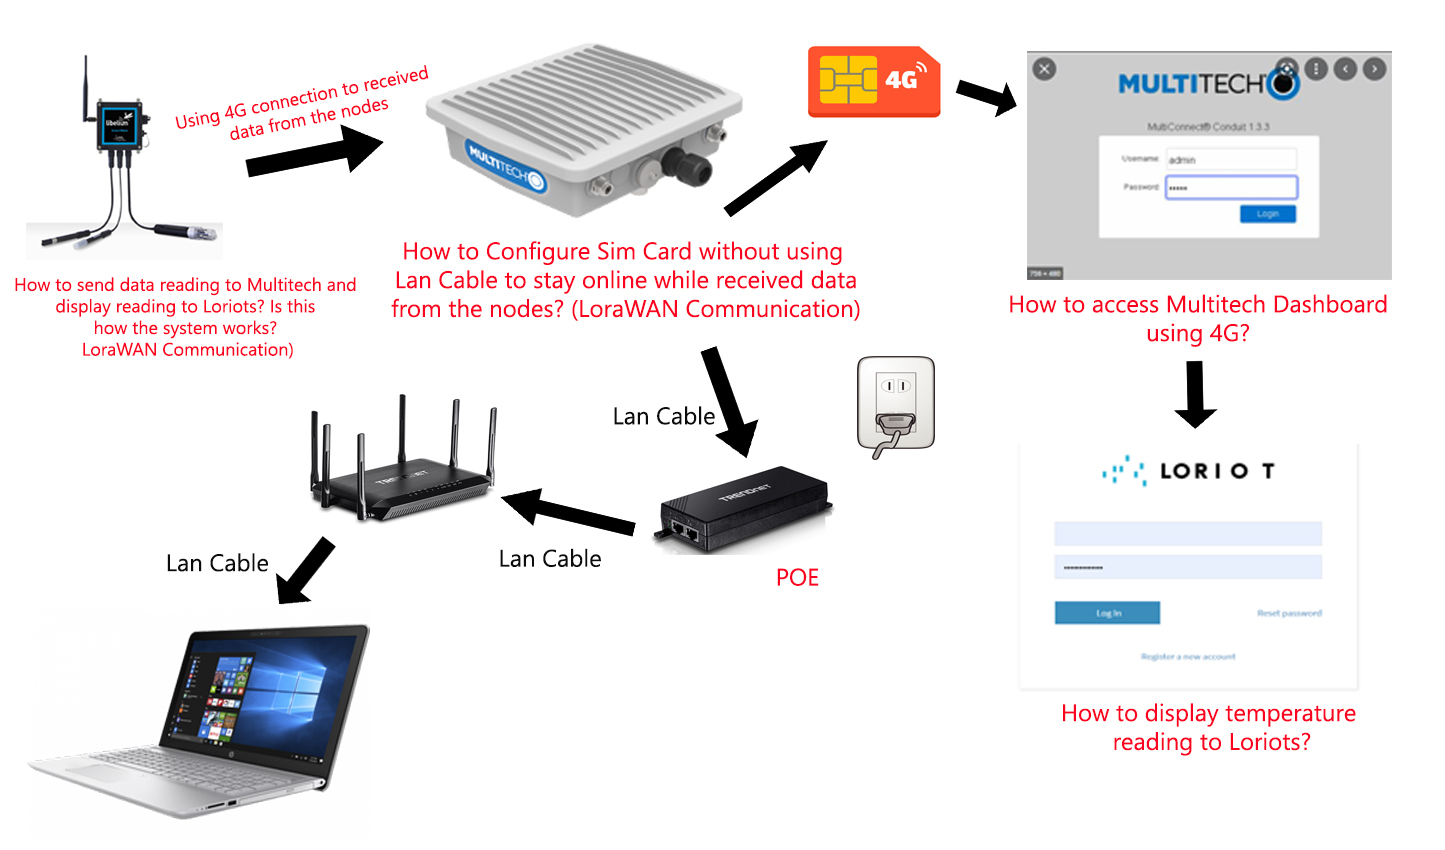 Using 4G connection to received
data from the nodes
libelium
MULTITECH
4G
MULTITECH
MultiConnect® Conduit 1.3.3
Username:
admin
Password:
•••••
Login
756 × 480
How to send data reading to Multitech and
display reading to Loriots? Is this
how the system works?
LoraWAN Communication)
How to Configure Sim Card without using
Lan Cable to stay online while received data
from the nodes? (LoraWAN Communication)
How to access Multitech Dashboard
using 4G?
Lan Cable
TRENDNET
TRENDNET
Lan Cable
Lan Cable
POE
LORIOT
••••••••••••
Log In
Reset password
Register a new account
How to display temperature
reading to Loriots?
hp